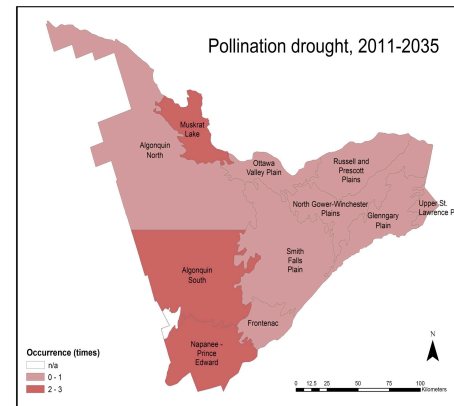 Pollination drought, 2011-2035
Muskrat
Lake
Algonquin
North
Ottawa
Valley Plain
Russell and
Prescott
Plains
North Gower-Winchester
Plains
Glenngary
Plain
Upper St.
Lawrence P
Smith
Falls
Plain
Algonquin
South
Frontenac
Napanee -
Prince
Edward
Occurrence (times)
n/a
0 - 1
2 - 3
N
0 12.5 25 50 75 100
Kilometers